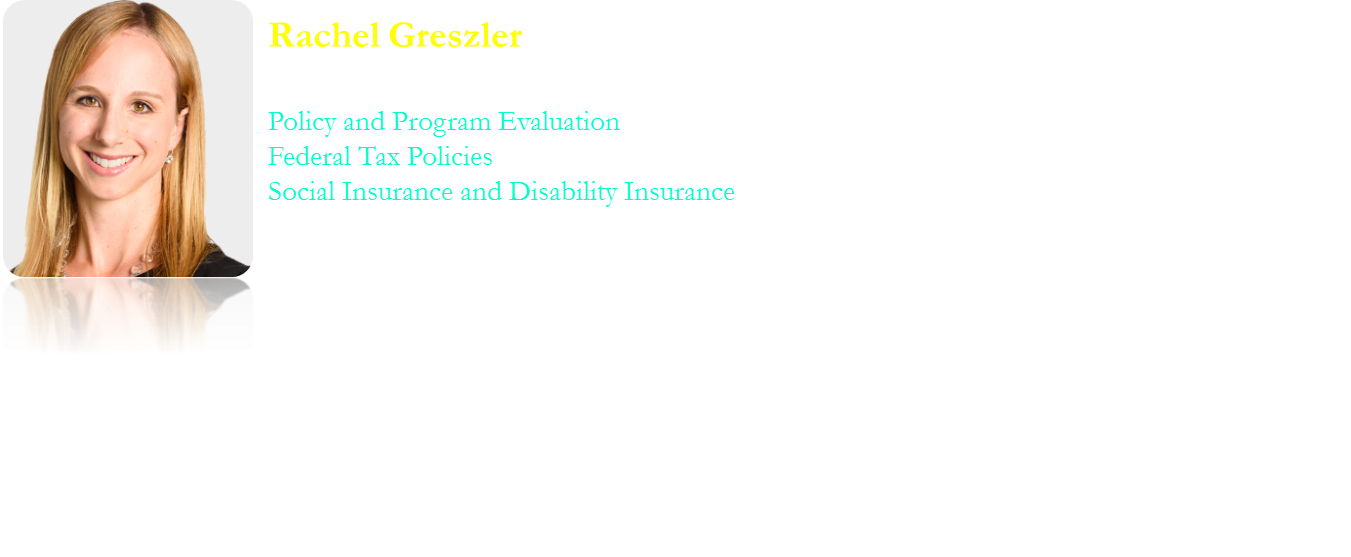 Rachel Greszler
Policy and Program Evaluation
Federal Tax Policies
Social Insurance and Disability Insurance